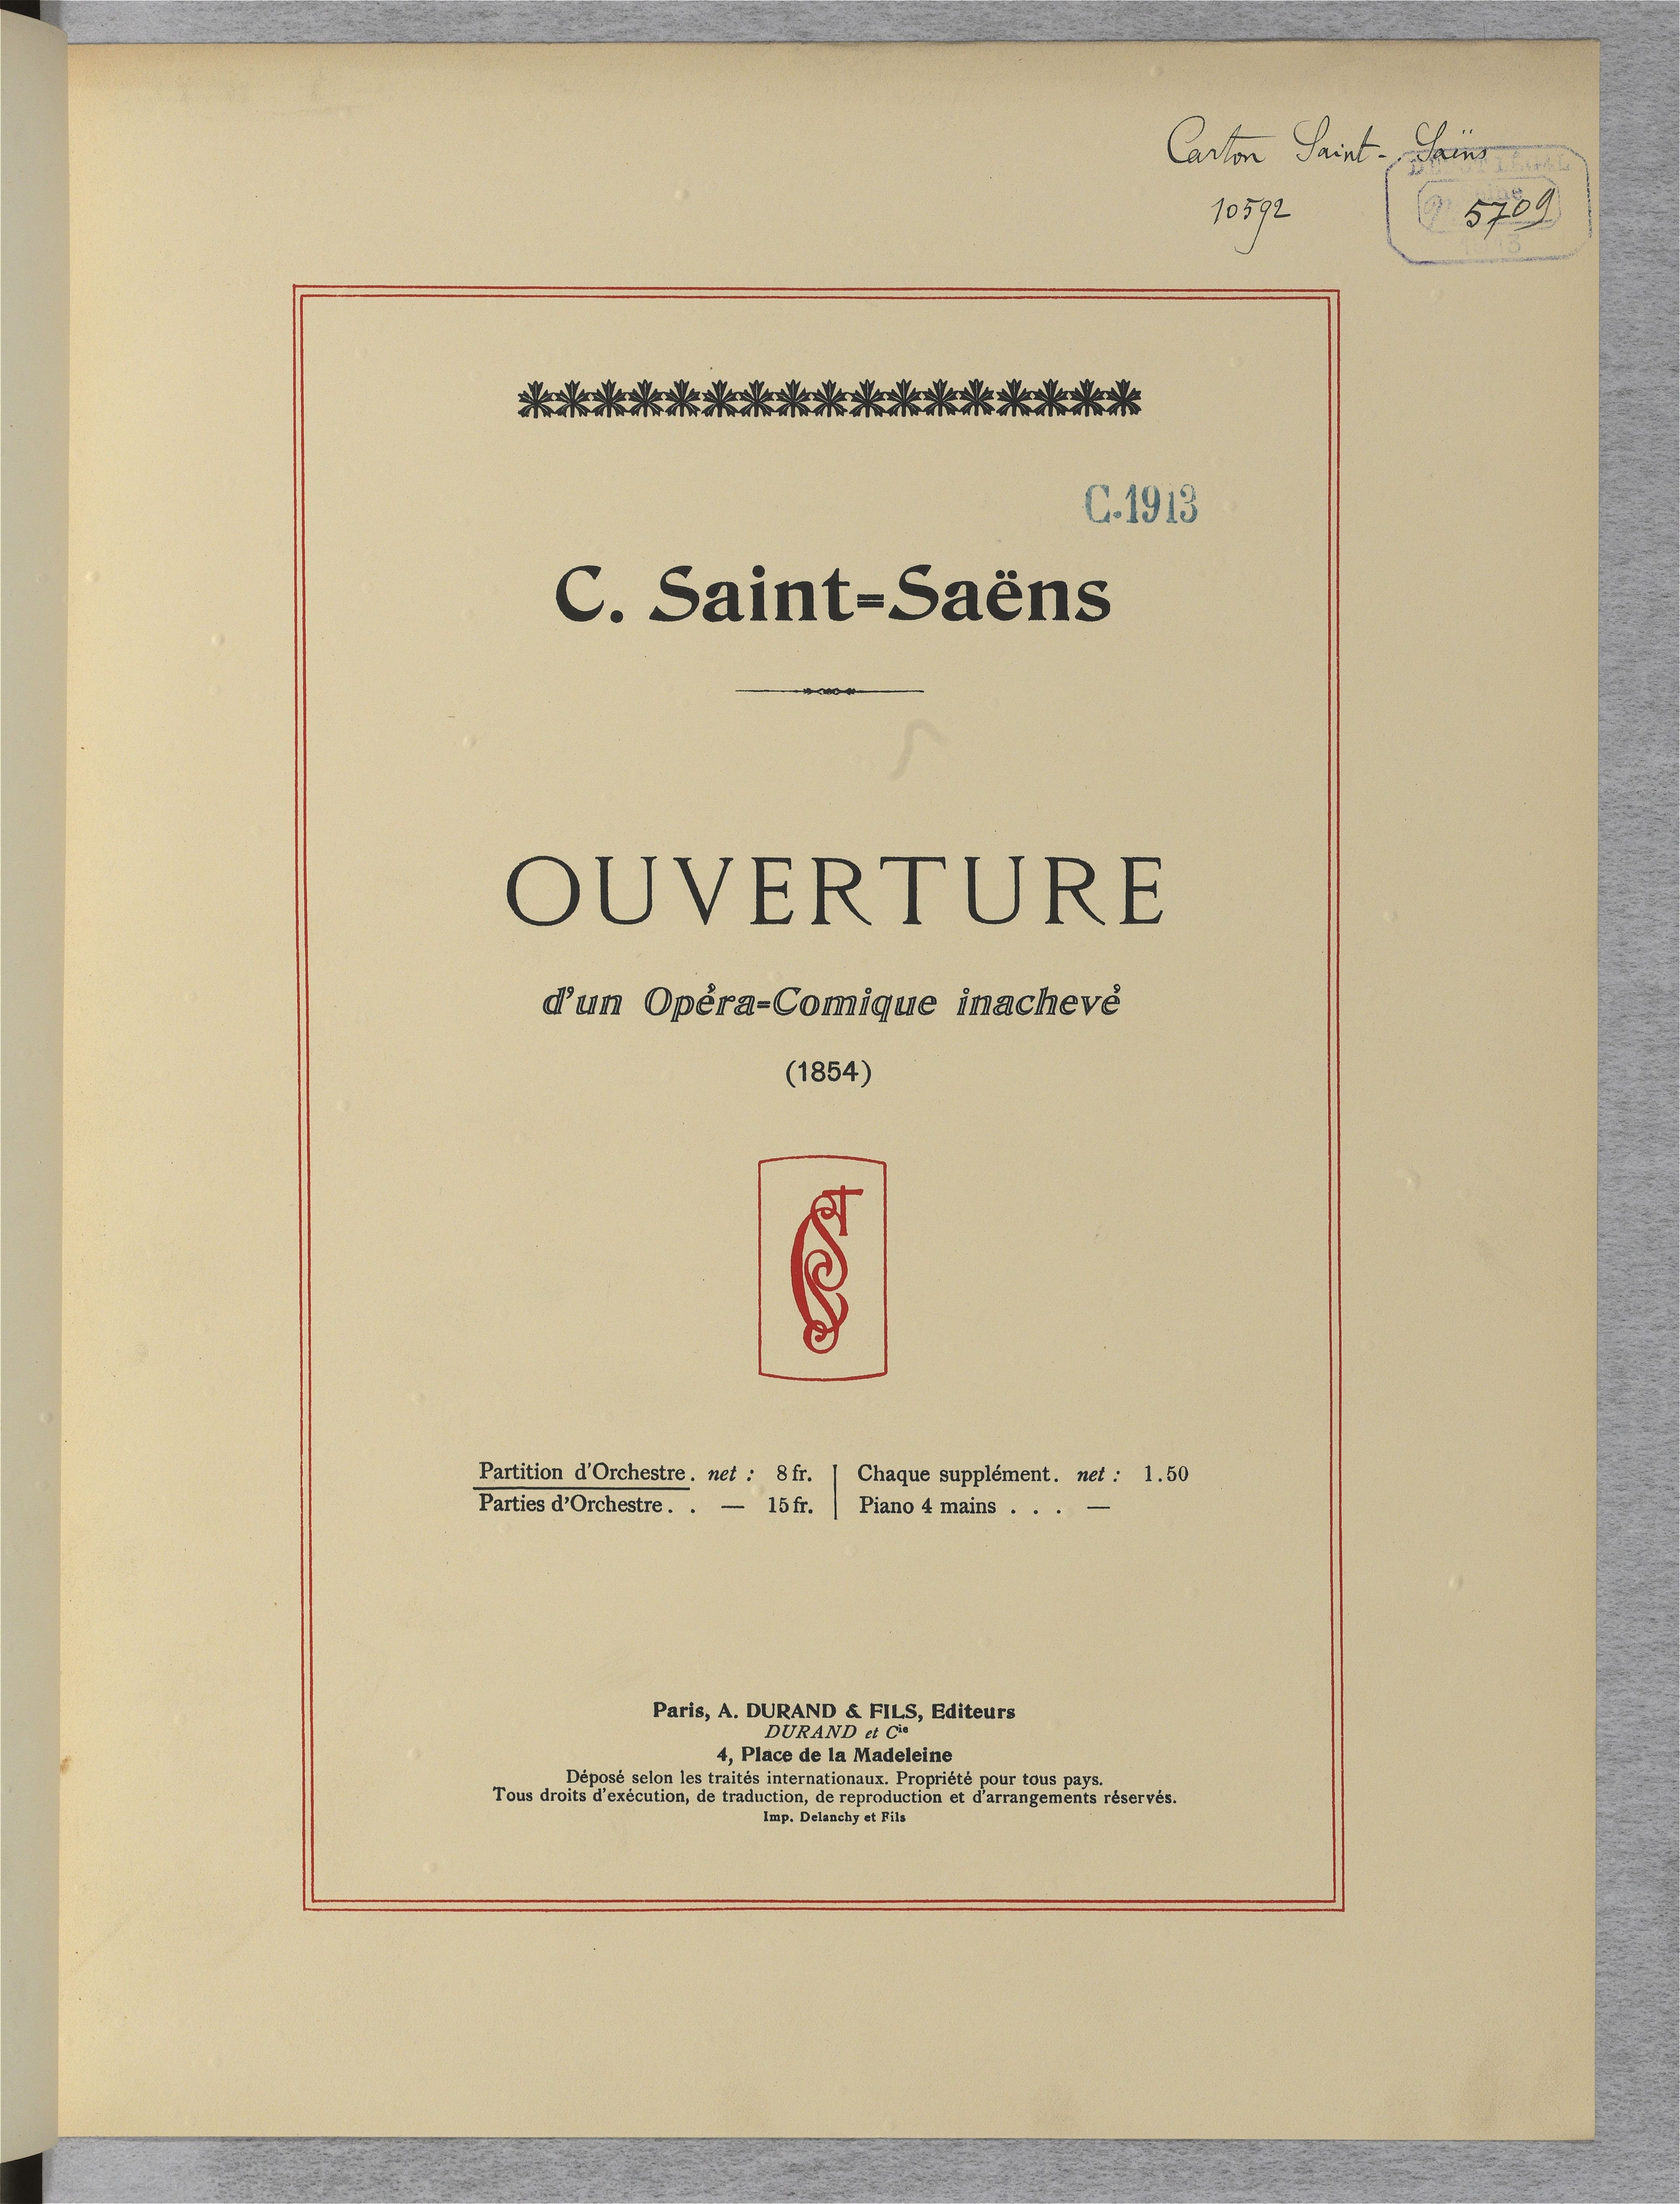 Carton Saint-Saëns
DÉPÔT LÉGAL
10592
5709
1913
C.1913
C. Saint=Saëns
OUVERTURE
d'un Opéra=Comique inachevé
(1854)
Partition d'Orchestre. net : 8 fr.
Parties d'Orchestre . . — 15 fr.
Chaque supplément. net : 1.50
Piano 4 mains . . . —
Paris, A. DURAND & FILS, Editeurs
DURAND et Cie
4, Place de la Madeleine
Déposé selon les traités internationaux. Propriété pour tous pays.
Tous droits d'exécution, de traduction, de reproduction et d'arrangements réservés.
Imp. Delanchy et Fils